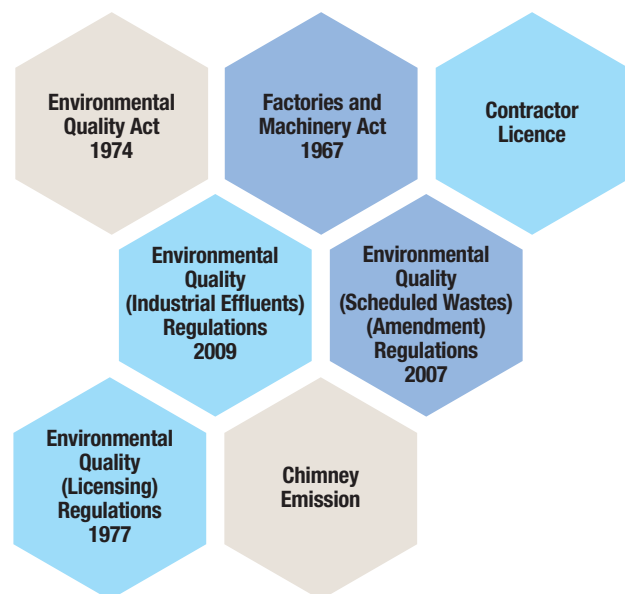 Environmental
Quality Act
1974
Factories and
Machinery Act
1967
Contractor
Licence
Environmental
Quality
(Industrial Effluents)
Regulations
2009
Environmental
Quality
(Scheduled Wastes)
(Amendment)
Regulations
2007
Environmental
Quality
(Licensing)
Regulations
1977
Chimney
Emission